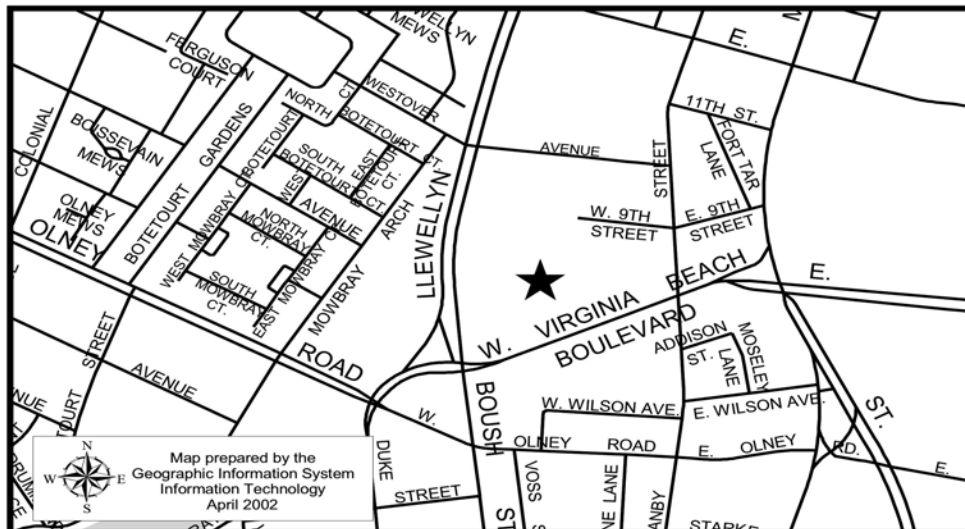 E.
FERGUSON
COURT
MEWS
WESTOVER
AVENUE
11TH ST.
FORT TAR
LANE
COLONIAL
BOISSEVAIN
MEWS
BOTETOURT
GARDENS
NORTH
BOTETOURT CT.
BOTETOURT
SOUTH
BOTETOURT
CT.
EAST
CT.
WEST
AVENUE
STREET
W. 9TH
STREET
E. 9TH
STREET
OLNEY
MEWS
OLNEY
ROAD
WEST MOWBRAY CT.
NORTH
MOWBRAY
CT.
SOUTH
MOWBRAY
CT.
EAST MOWBRAY CT.
MOWBRAY
ARCH
LLEWELLYN
W. VIRGINIA BEACH
BOULEVARD
E.
ADDISON
ST.
MOSELEY
LANE
STREET
AVENUE
W.
BOUSH
W. WILSON AVE.
E. WILSON AVE.
ST.
OLNEY ROAD E. OLNEY RD.
E.
DUKE
STREET
VOSS
N
W E
S
Map prepared by the
Geographic Information System
Information Technology
April 2002